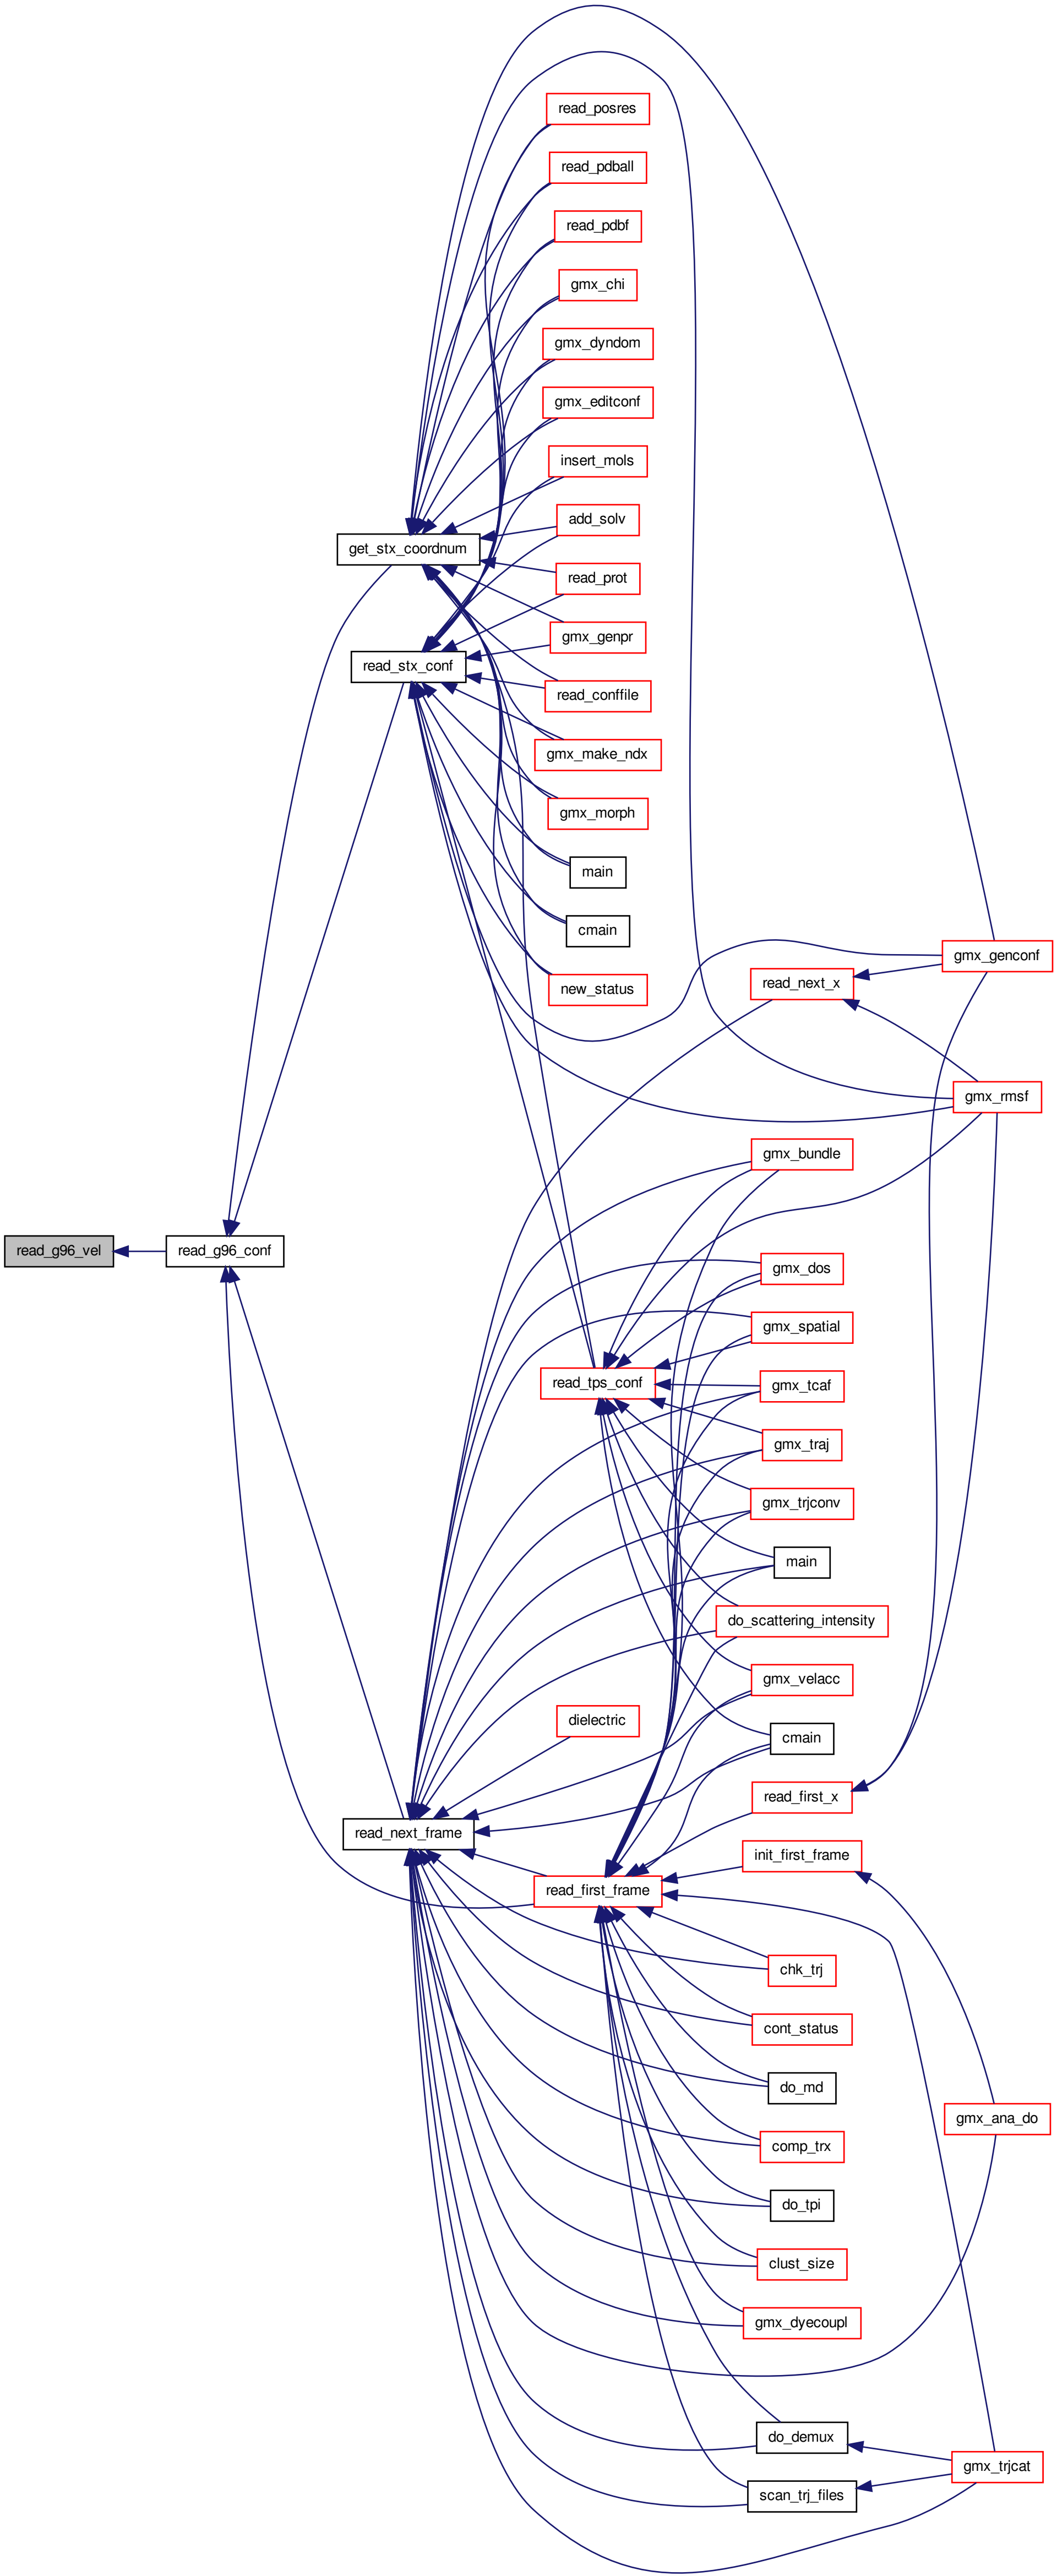 read_posres
read_pdball
read_pdbf
gmx_chi
gmx_dyndom
gmx_editconf
insert_mols
add_solv
get_stx_coordnum
read_prot
gmx_genpr
read_stx_conf
read_conffile
gmx_make_ndx
gmx_morph
main
cmain
gmx_genconf
read_next_x
new_status
gmx_rmsf
gmx_bundle
read_g96_vel
read_g96_conf
gmx_dos
gmx_spatial
read_tps_conf
gmx_tcaf
gmx_traj
gmx_trjconv
main
do_scattering_intensity
gmx_velacc
dielectric
cmain
read_first_x
read_next_frame
init_first_frame
read_first_frame
chk_trj
cont_status
do_md
gmx_ana_do
comp_trx
do_tpi
clust_size
gmx_dyecoupl
do_demux
gmx_trjcat
scan_trj_files